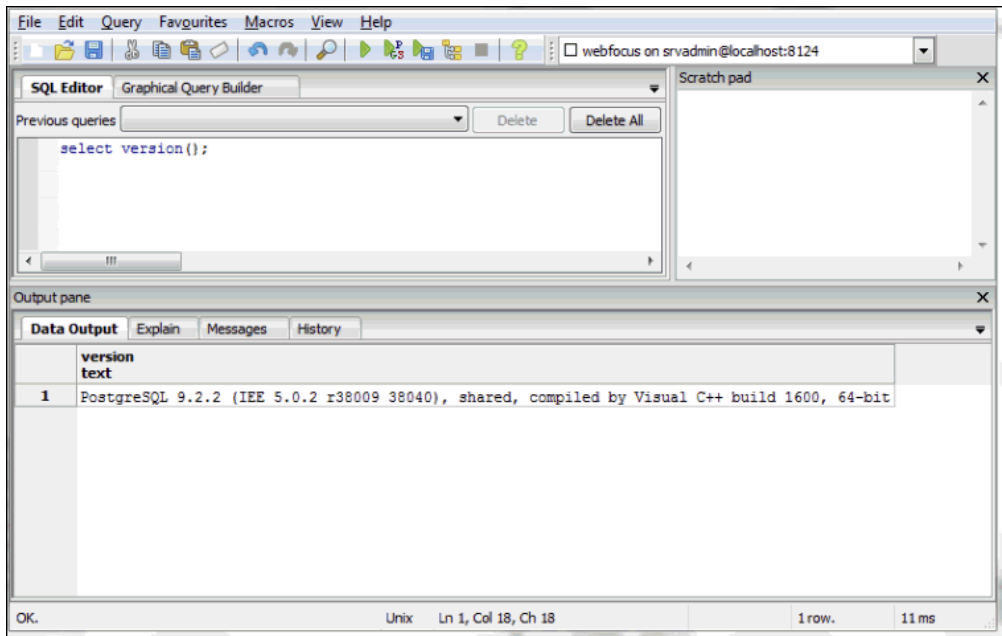 File Edit Query Favourites Macros View Help
webfocus on srvadmin@localhost:8124
SQL Editor Graphical Query Builder
Scratch pad
Previous queries Delete Delete All
select version();
Output pane
Data Output Explain Messages History
version
text
1 PostgreSQL 9.2.2 (IEE 5.0.2 r38009 38040), shared, compiled by Visual C++ build 1600, 64-bit
OK. Unix Ln 1, Col 18, Ch 18 1 row. 11 ms